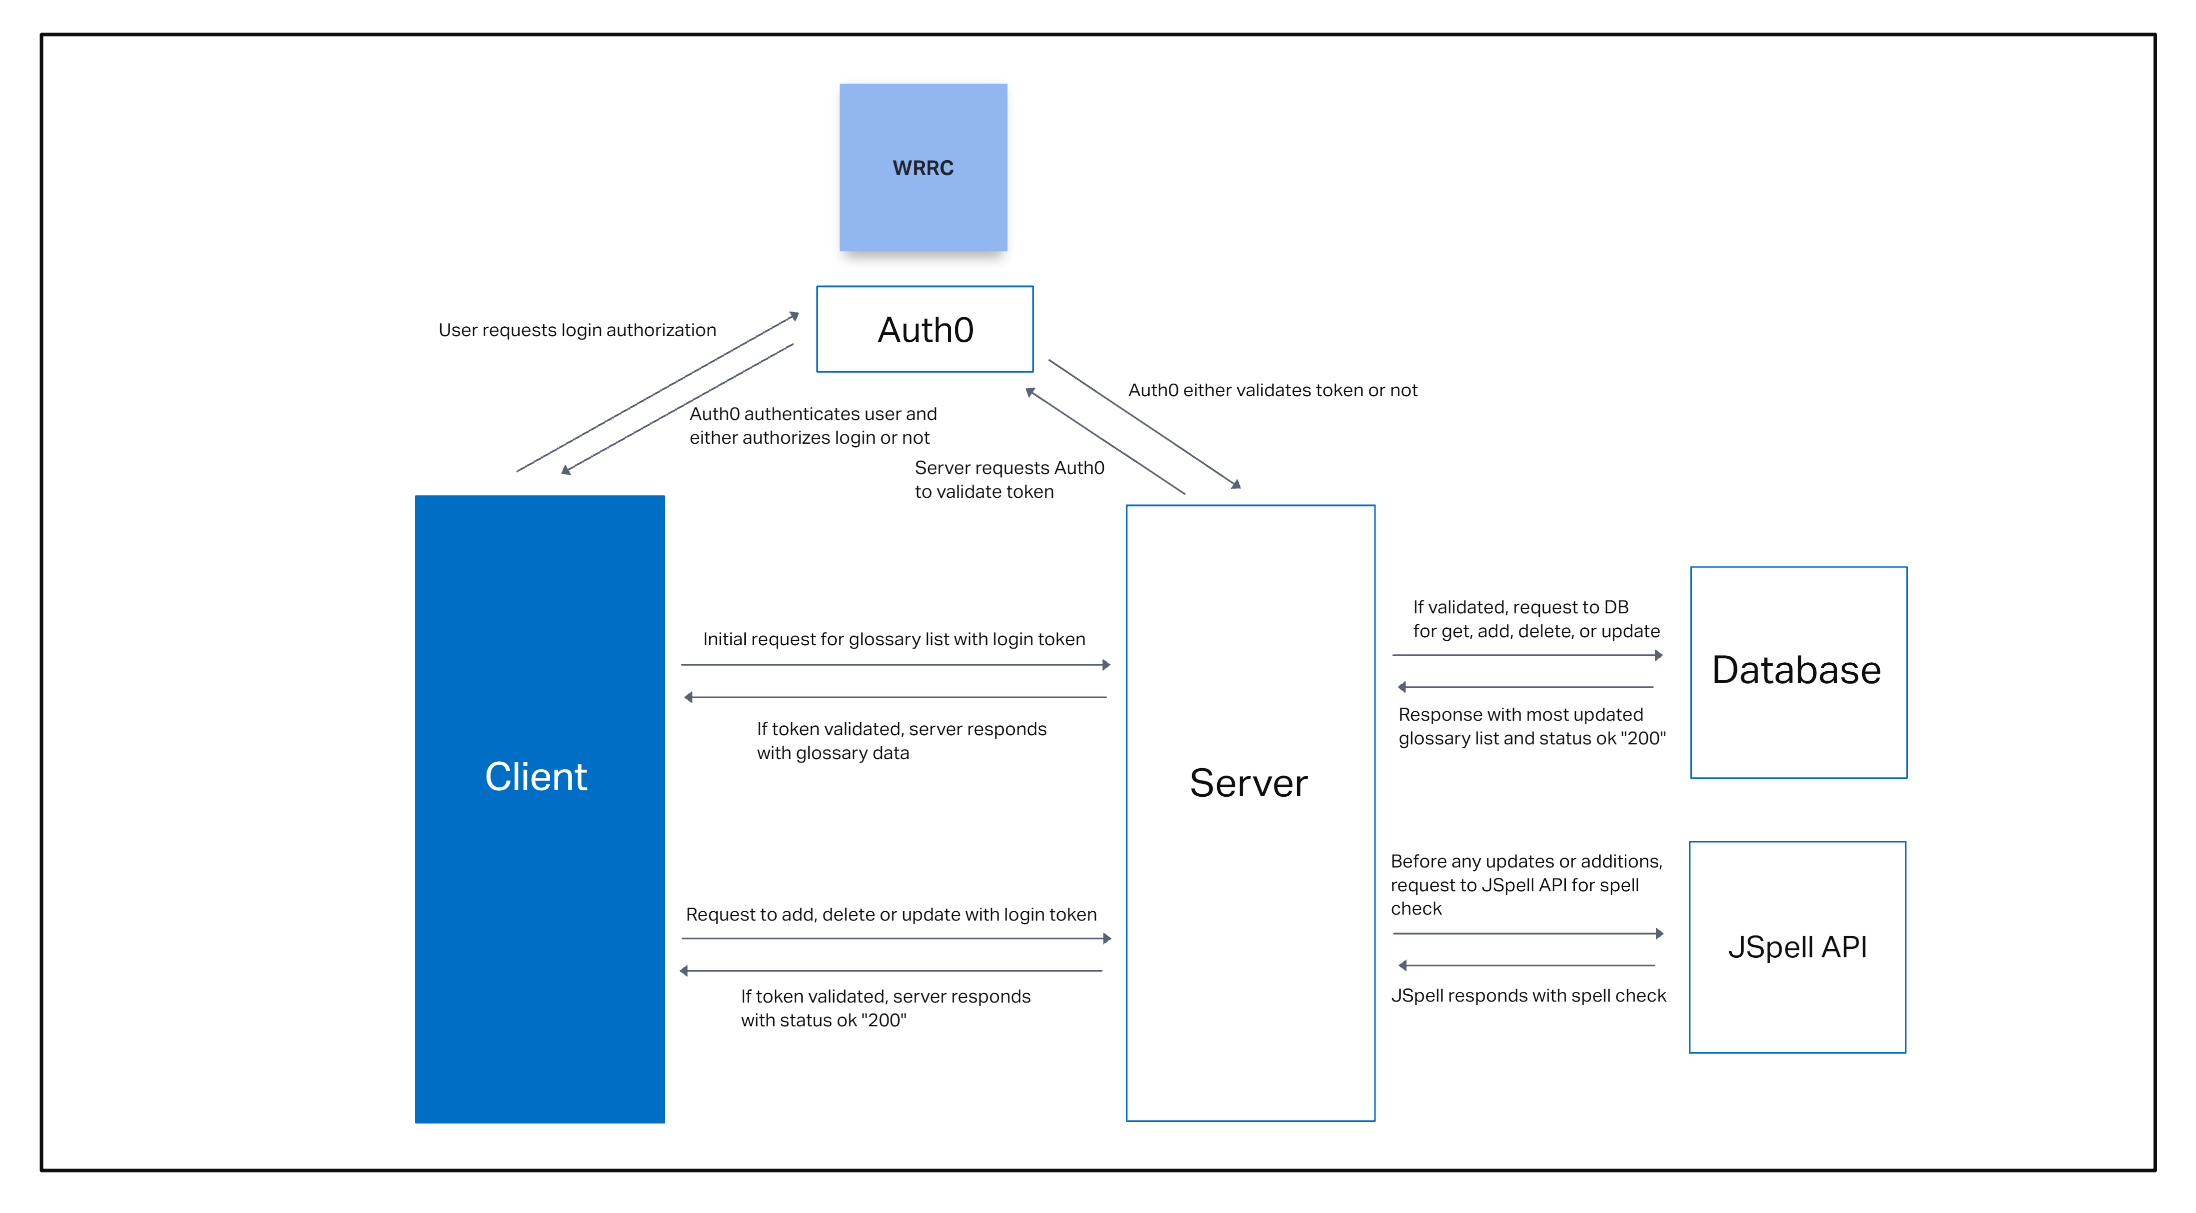 WRRC
Auth0
User requests login authorization
Auth0 either validates token or not
Auth0 authenticates user and
either authorizes login or not
Server requests Auth0
to validate token
Initial request for glossary list with login token
If token validated, server responds
with glossary data
Client
Request to add, delete or update with login token
If token validated, server responds
with status ok "200"
Server
If validated, request to DB
for get, add, delete, or update
Response with most updated
glossary list and status ok "200"
Database
Before any updates or additions,
request to JSpell API for spell
check
JSpell responds with spell check
JSpell API